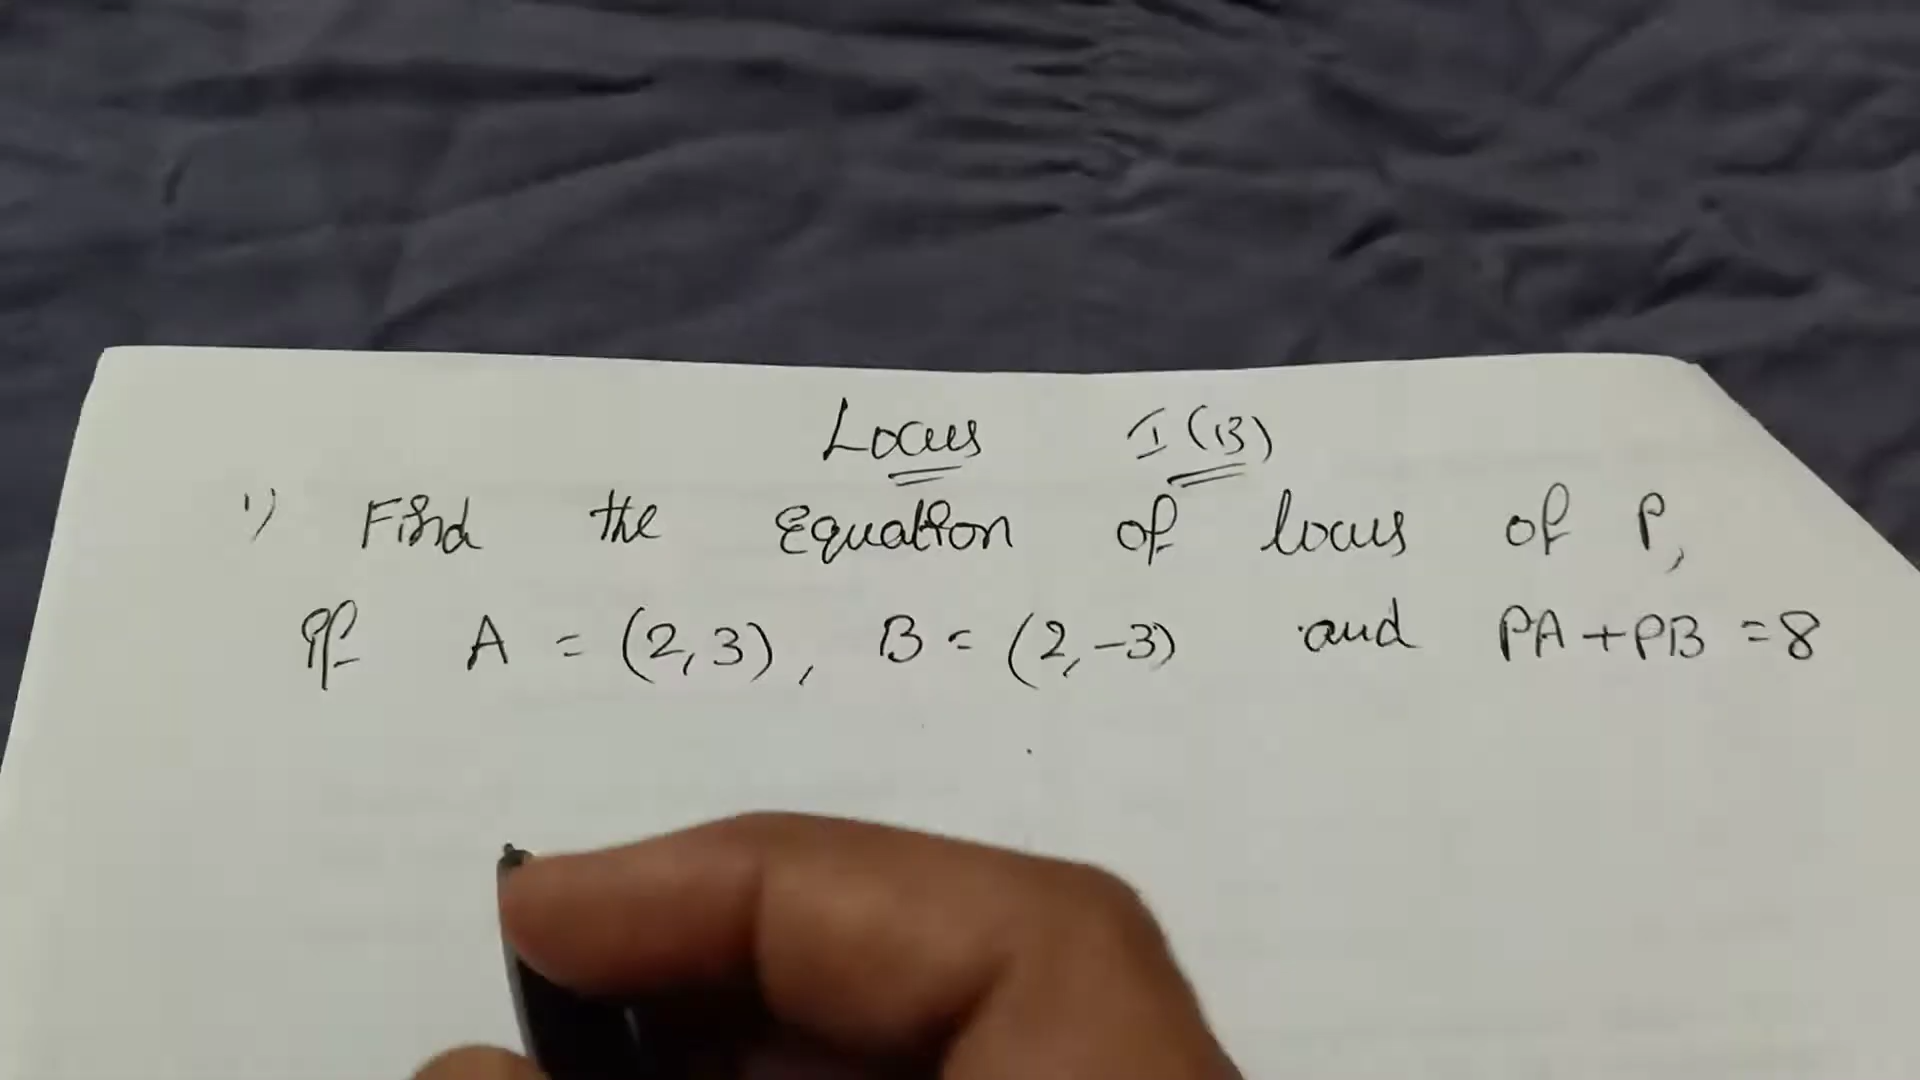 Locus I(B)
1) Find the Equation of locus of P,
if A = (2,3), B = (2,-3) and PA+PB =8